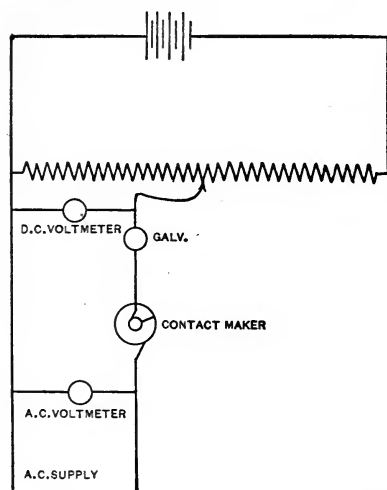 D.C.VOLTMETER
GALV.
CONTACT MAKER
A.C.VOLTMETER
A.C.SUPPLY